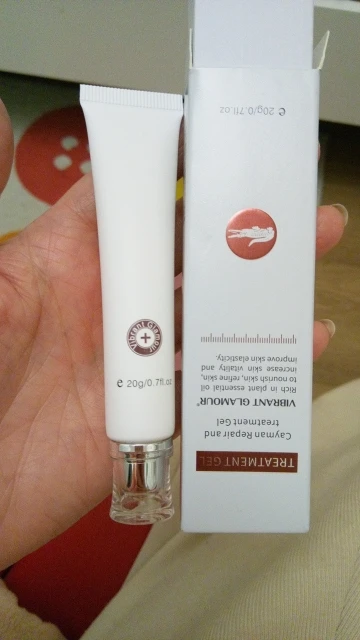 Vibrant Glamour
e 20g/0.7fl.oz
TREATMENT GEL
Cayman Repair and
treatment Gel
VIBRANT GLAMOUR®
Rich in plant essential oil
to nourish skin, refine skin,
increase skin vitality and
improve skin elasticity.
e 20g/0.7fl.oz